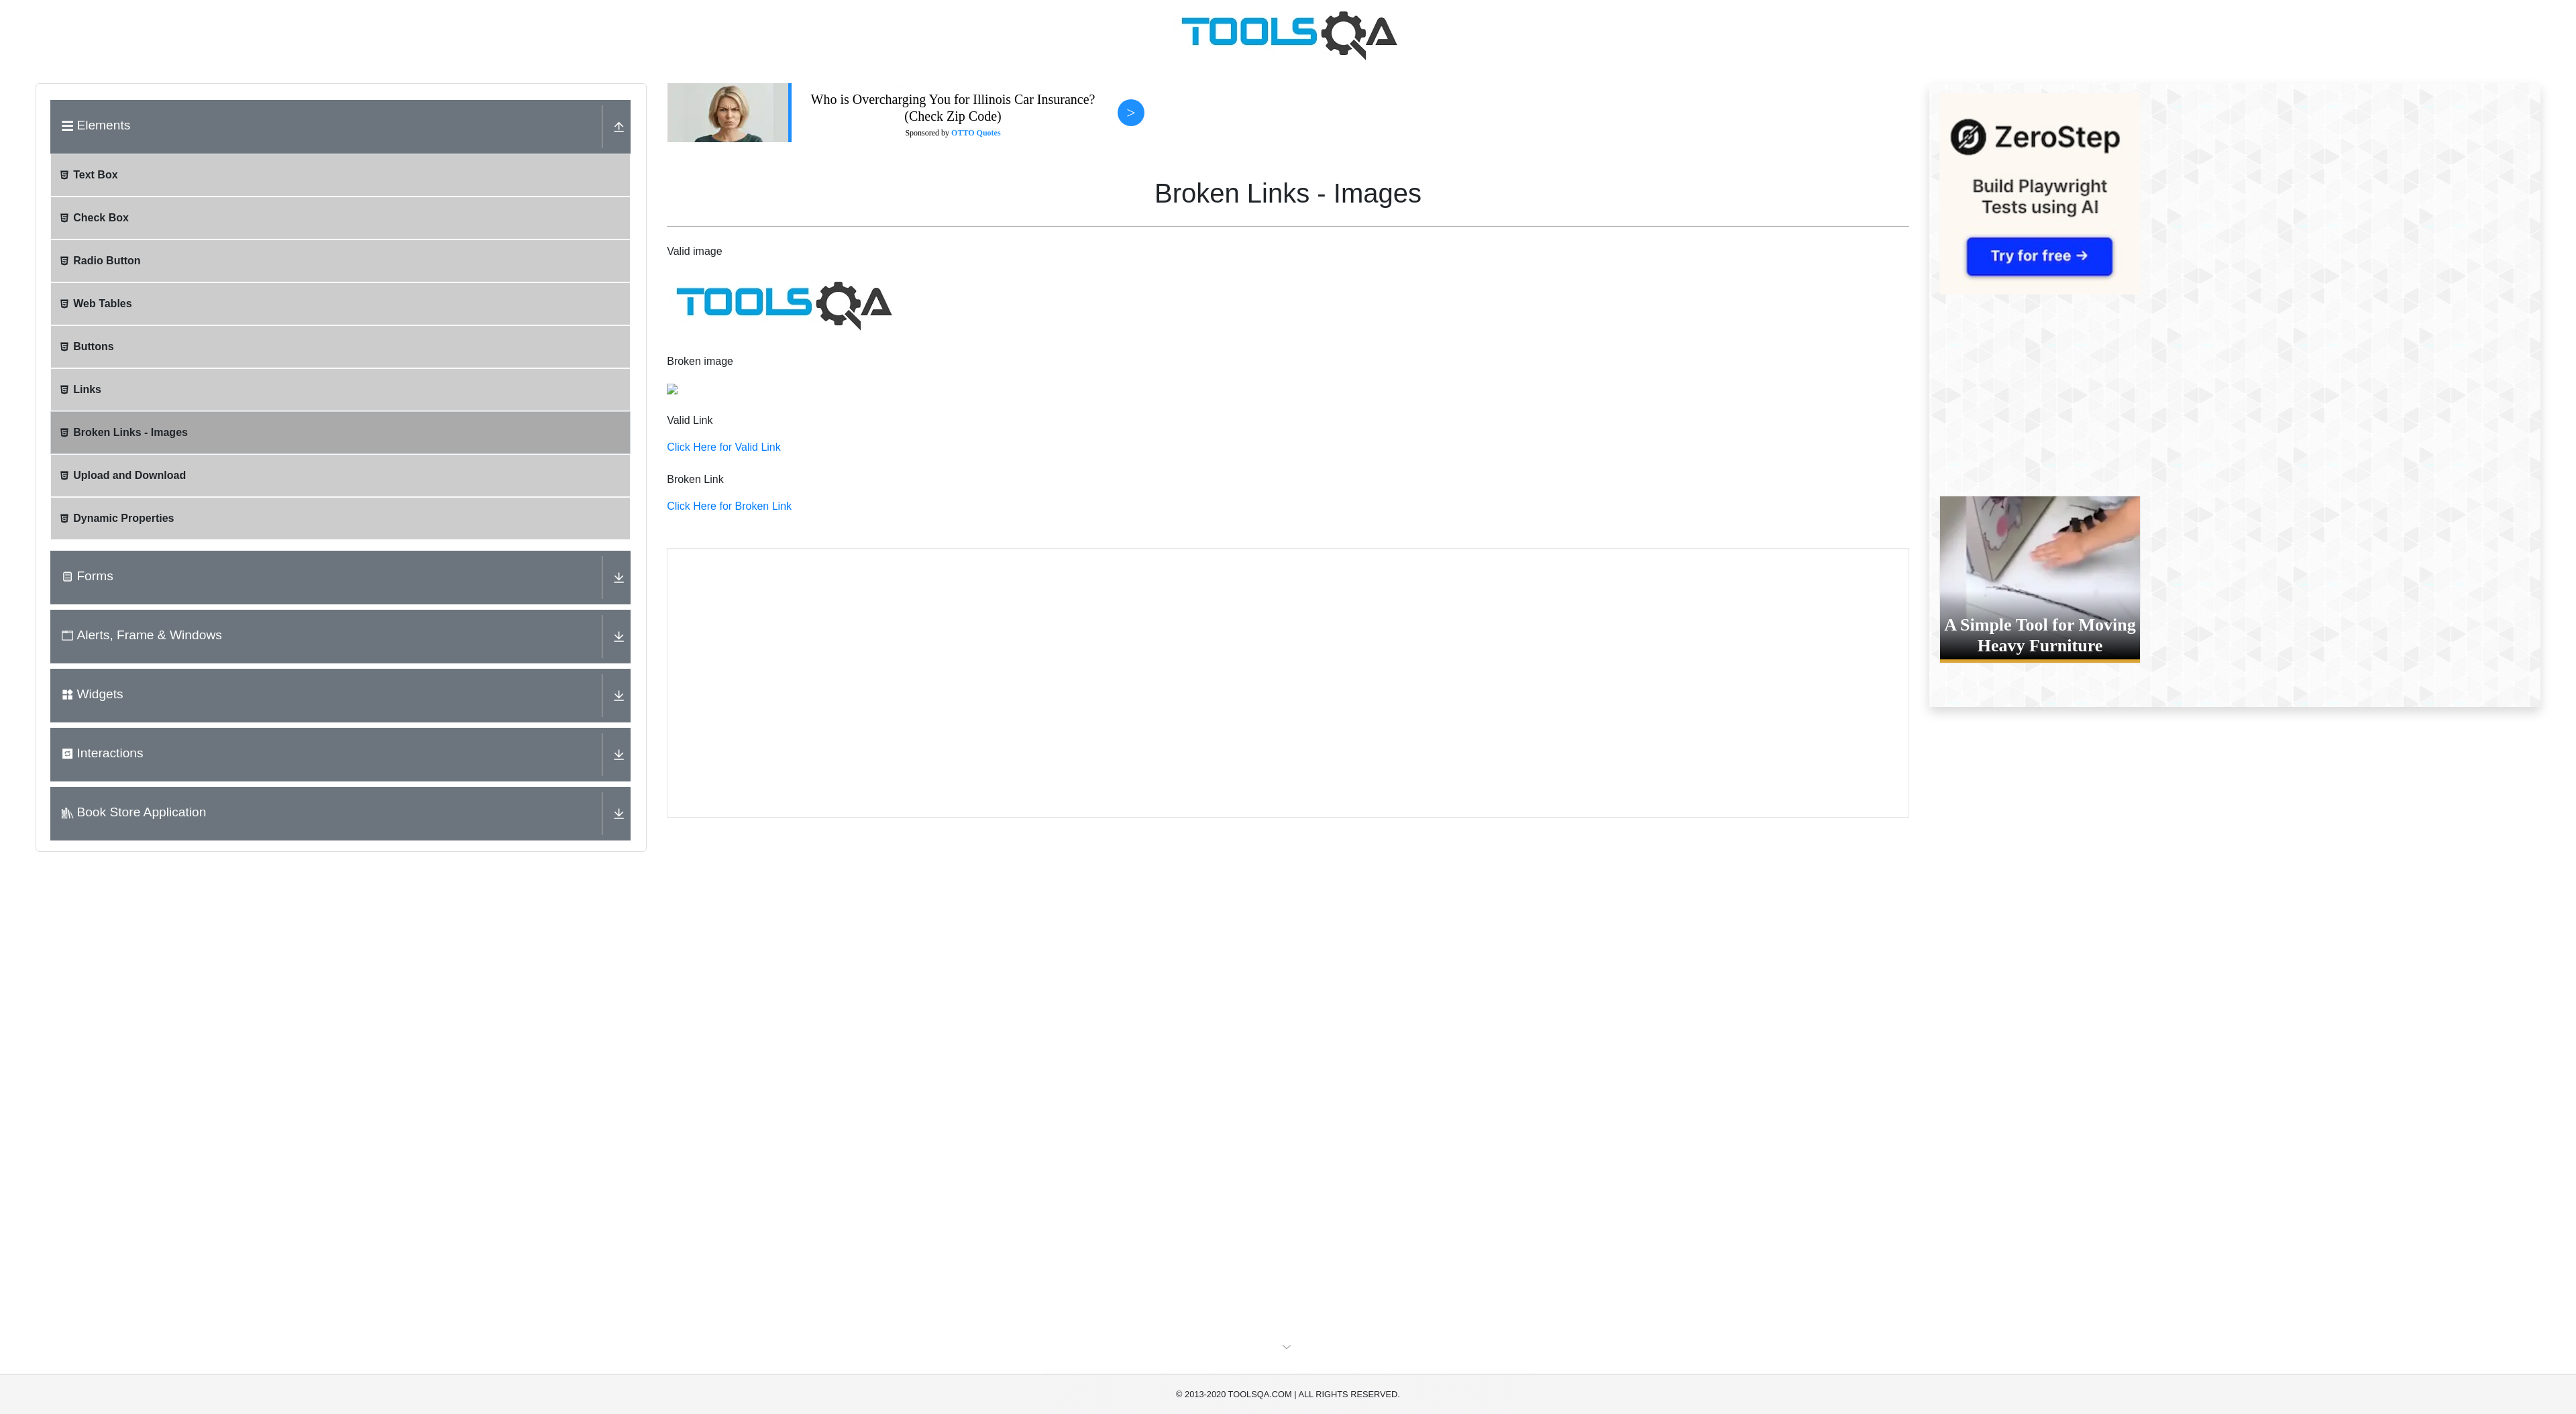 TOOLSQA
Elements
Text Box
Check Box
Radio Button
Web Tables
Buttons
Links
Broken Links - Images
Upload and Download
Dynamic Properties
Forms
Alerts, Frame & Windows
Widgets
Interactions
Book Store Application
Who is Overcharging You for Illinois Car Insurance?
(Check Zip Code)
Sponsored by OTTO Quotes
>
Broken Links - Images
Valid image
TOOLSQA
Broken image
Valid Link
Click Here for Valid Link
Broken Link
Click Here for Broken Link
ZeroStep
Build Playwright
Tests using AI
Try for free →
A Simple Tool for Moving
Heavy Furniture
© 2013-2020 TOOLSQA.COM | ALL RIGHTS RESERVED.